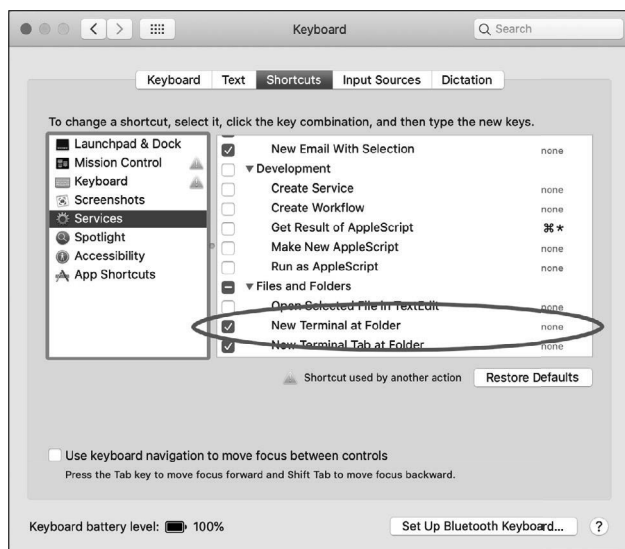 Keyboard
Search
Keyboard Text Shortcuts Input Sources Dictation
To change a shortcut, select it, click the key combination, and then type the new keys.
Launchpad & Dock
Mission Control
Keyboard
Screenshots
Services
Spotlight
Accessibility
App Shortcuts
New Email With Selection none
Development
Create Service none
Create Workflow none
Get Result of AppleScript ⌘*
Make New AppleScript none
Run as AppleScript none
Files and Folders
Open Selected File in TextEdit none
New Terminal at Folder none
New Terminal Tab at Folder none
Shortcut used by another action Restore Defaults
Use keyboard navigation to move focus between controls
Press the Tab key to move focus forward and Shift Tab to move focus backward.
Keyboard battery level: 100% Set Up Bluetooth Keyboard... ?